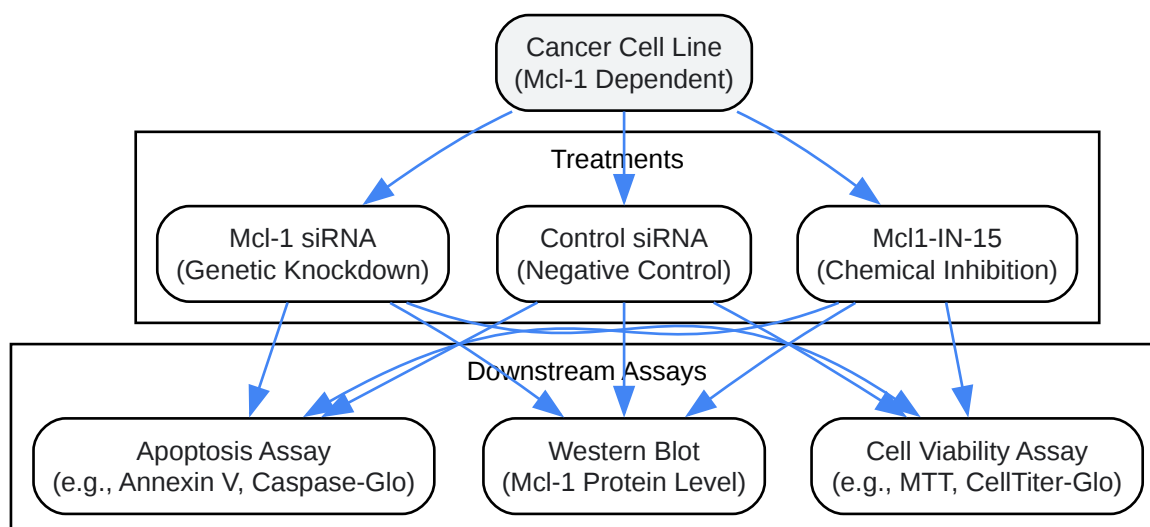 Cancer Cell Line
(Mcl-1 Dependent)
Treatments
Mcl-1 siRNA
(Genetic Knockdown)
Control siRNA
(Negative Control)
Mcl1-IN-15
(Chemical Inhibition)
Downstream Assays
Apoptosis Assay
(e.g., Annexin V, Caspase-Glo)
Western Blot
(Mcl-1 Protein Level)
Cell Viability Assay
(e.g., MTT, CellTiter-Glo)